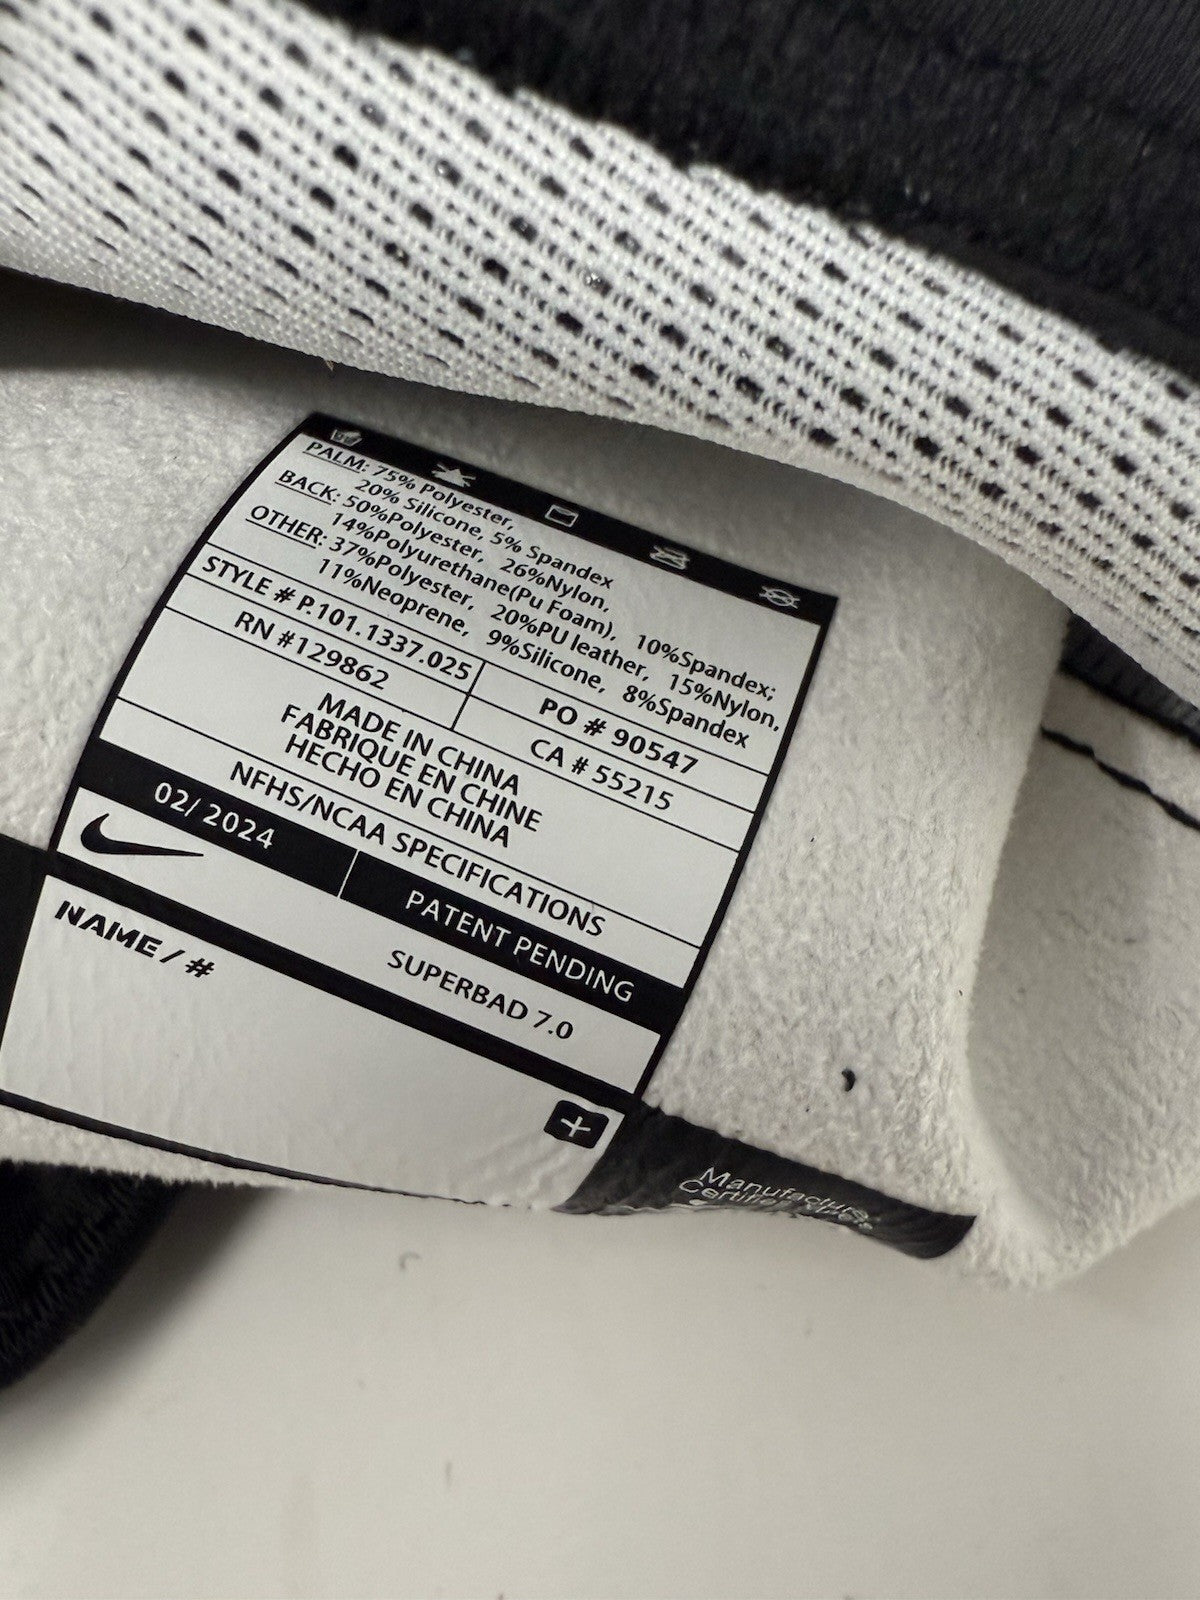 PALM: 75% Polyester,
20% Silicone, 5% Spandex
BACK: 50%Polyester, 26%Nylon,
14%Polyurethane(Pu Foam), 10%Spandex;
OTHER: 37%Polyester, 20%PU leather, 15%Nylon,
11%Neoprene, 9%Silicone, 8%Spandex
STYLE # P.101.1337.025
PO # 90547
RN #129862
CA # 55215
MADE IN CHINA
FABRIQUE EN CHINE
HECHO EN CHINA
NFHS/NCAA SPECIFICATIONS
02/ 2024
PATENT PENDING
SUPERBAD 7.0
NAME / #
Manufacture